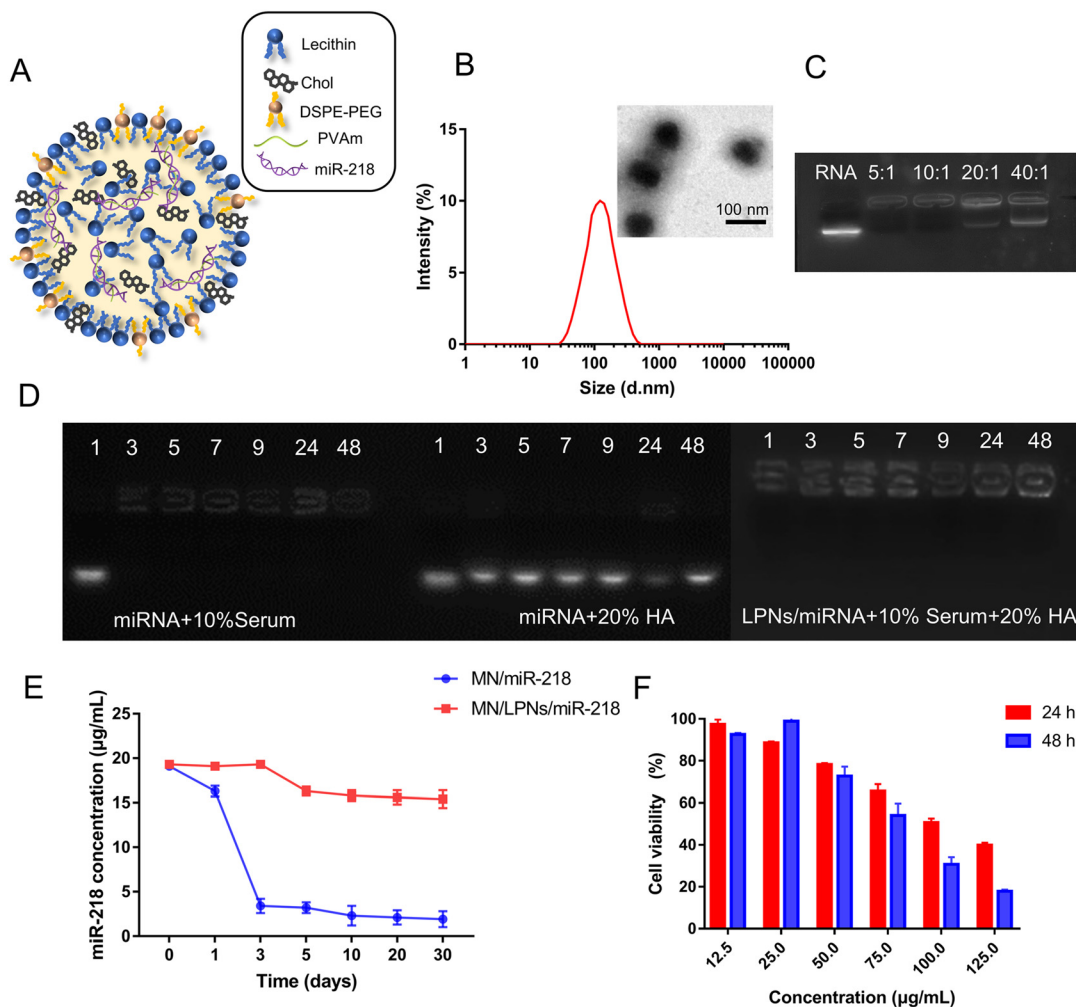 A
Lecithin
Chol
DSPE-PEG
PVAm
miR-218
B
Intensity (%)
15
10
5
0
1 10 100 1000 10000 100000
Size (d.nm)
100 nm
C
RNA 5:1 10:1 20:1 40:1
D
1 3 5 7 9 24 48
miRNA+10%Serum
1 3 5 7 9 24 48
miRNA+20% HA
1 3 5 7 9 24 48
LPNs/miRNA+10% Serum+20% HA
E
MN/miR-218
MN/LPNs/miR-218
miR-218 concentration (μg/mL)
25
20
15
10
5
0
0 1 3 5 10 20 30
Time (days)
F
24 h
48 h
Cell viability (%)
100
80
60
40
20
0
12.5 25.0 50.0 75.0 100.0 125.0
Concentration (μg/mL)